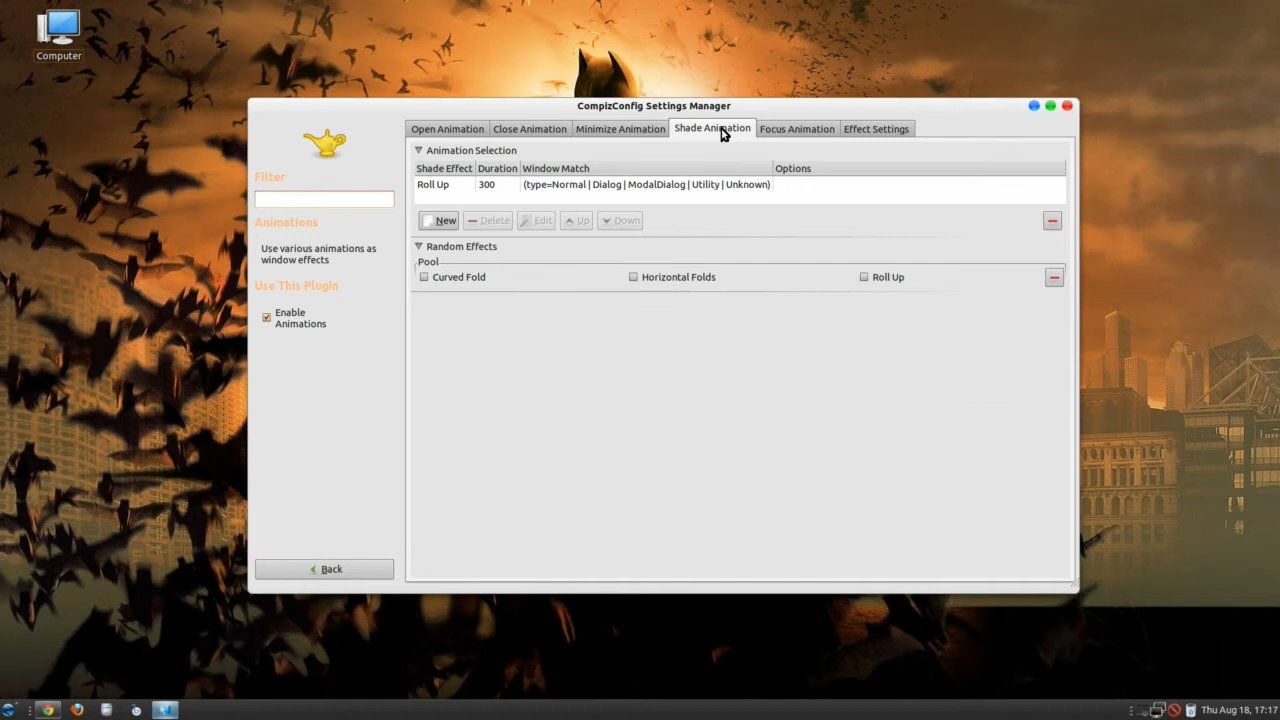 Computer
CompizConfig Settings Manager
Open Animation Close Animation Minimize Animation Shade Animation Focus Animation Effect Settings
Filter
Animations
Use various animations as
window effects
Use This Plugin
Enable
Animations
Back
Animation Selection
Shade Effect Duration Window Match Options
Roll Up 300 (type=Normal | Dialog | ModalDialog | Utility | Unknown)
New Delete Edit Up Down
Random Effects
Pool
Curved Fold Horizontal Folds Roll Up
Thu Aug 18, 17:17